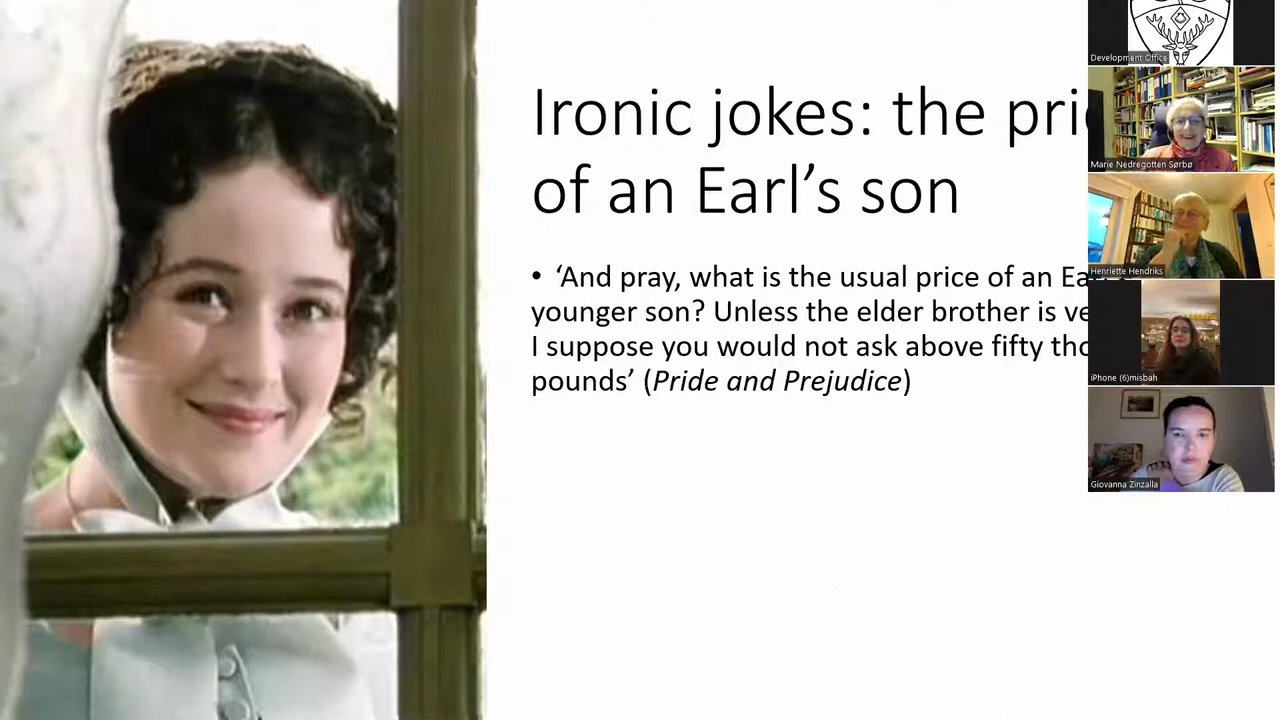 Ironic jokes: the pri
of an Earl’s son
• ‘And pray, what is the usual price of an Ea
younger son? Unless the elder brother is ve
I suppose you would not ask above fifty tho
pounds’ (Pride and Prejudice)
Development Office
Marie Nedregotten Sørbø
Henriette Hendriks
iPhone (6)misbah
Giovanna Zinzalla